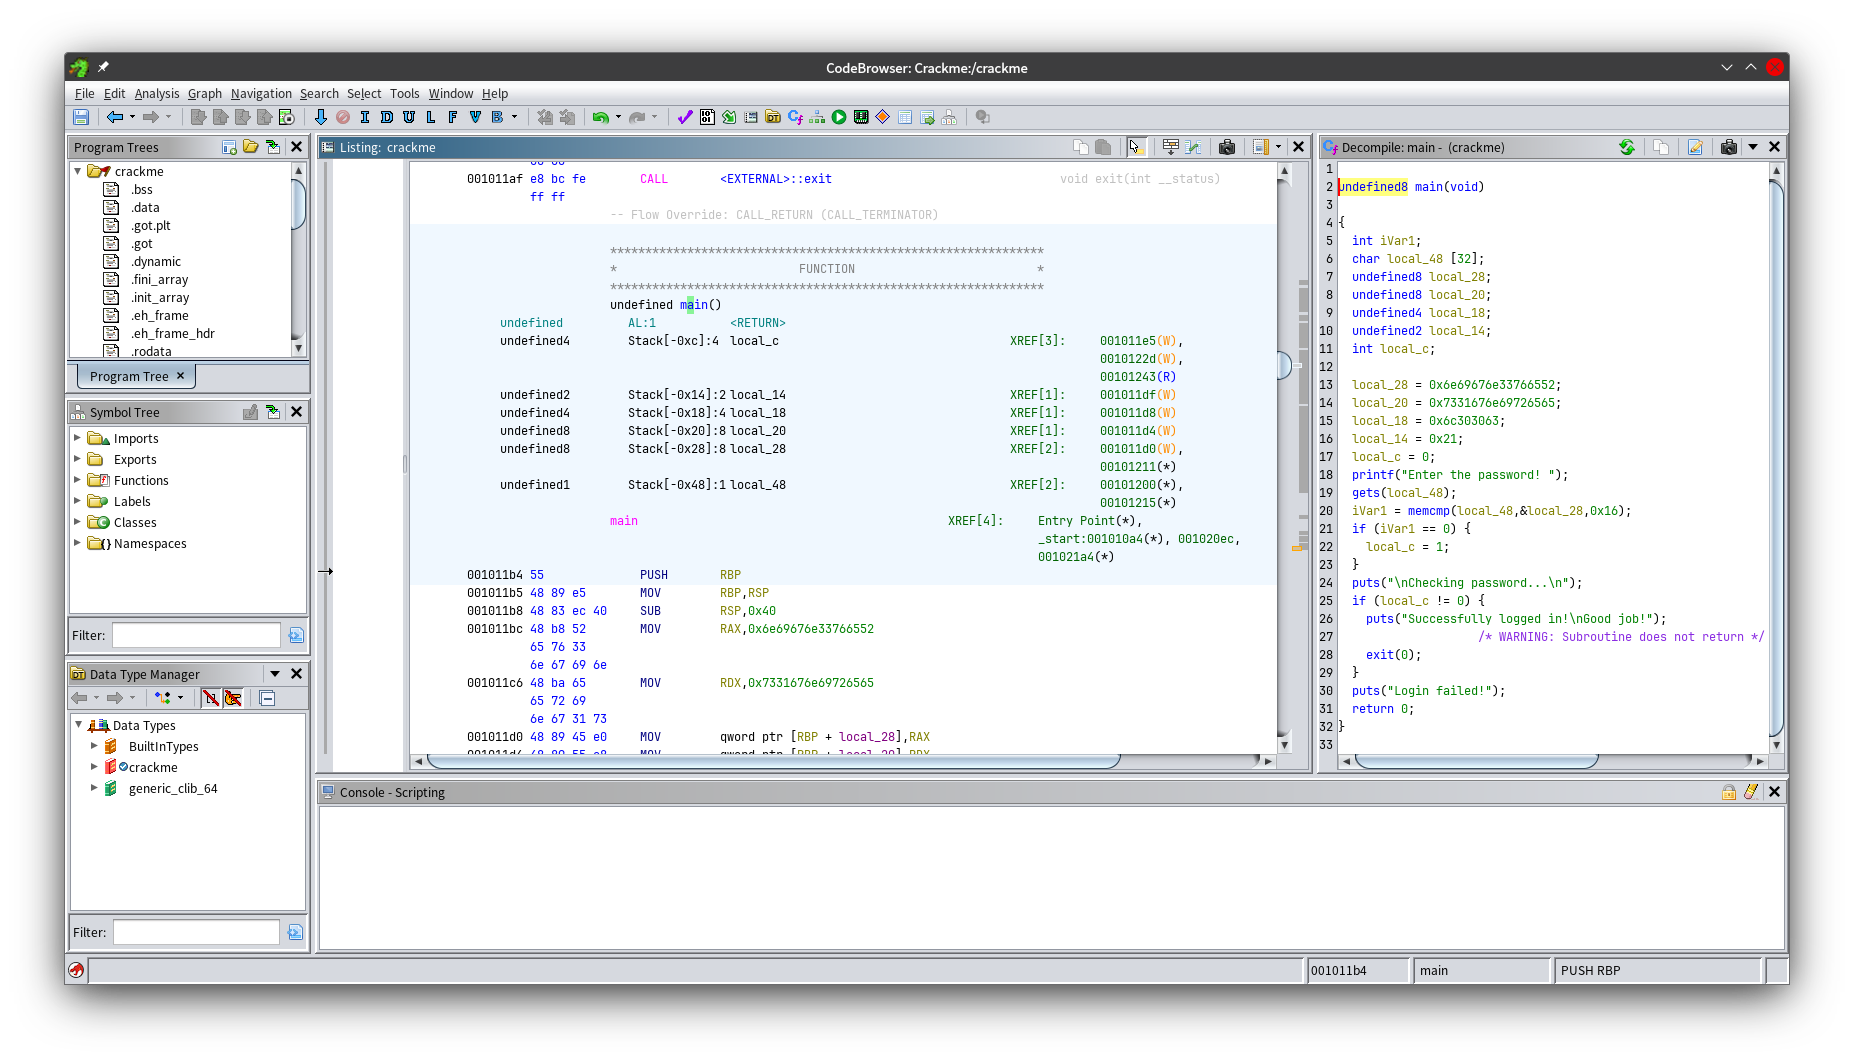 CodeBrowser: Crackme:/crackme
File Edit Analysis Graph Navigation Search Select Tools Window Help
I D U L F V B
Program Trees
crackme
.bss
.data
.got.plt
.got
.dynamic
.fini_array
.init_array
.eh_frame
.eh_frame_hdr
.rodata
Program Tree ×
Symbol Tree
Imports
Exports
Functions
Labels
Classes
Namespaces
Filter:
Data Type Manager
Data Types
BuiltInTypes
crackme
generic_clib_64
Filter:
Listing: crackme
001011af e8 bc fe CALL <EXTERNAL>::exit void exit(int __status)
ff ff
-- Flow Override: CALL_RETURN (CALL_TERMINATOR)
**************************************************************
* FUNCTION *
**************************************************************
undefined main()
undefined AL:1 <RETURN>
undefined4 Stack[-0xc]:4 local_c XREF[3]: 001011e5(W),
0010122d(W),
00101243(R)
undefined2 Stack[-0x14]:2 local_14 XREF[1]: 001011df(W)
undefined4 Stack[-0x18]:4 local_18 XREF[1]: 001011d8(W)
undefined8 Stack[-0x20]:8 local_20 XREF[1]: 001011d4(W)
undefined8 Stack[-0x28]:8 local_28 XREF[2]: 001011d0(W),
00101211(*)
undefined1 Stack[-0x48]:1 local_48 XREF[2]: 00101200(*),
00101215(*)
main XREF[4]: Entry Point(*),
_start:001010a4(*), 001020ec,
001021a4(*)
001011b4 55 PUSH RBP
001011b5 48 89 e5 MOV RBP,RSP
001011b8 48 83 ec 40 SUB RSP,0x40
001011bc 48 b8 52 MOV RAX,0x6e69676e33766552
65 76 33
6e 67 69 6e
001011c6 48 ba 65 MOV RDX,0x7331676e69726565
65 72 69
6e 67 31 73
001011d0 48 89 45 e0 MOV qword ptr [RBP + local_28],RAX
Decompile: main - (crackme)
1
2 undefined8 main(void)
3
4 {
5 int iVar1;
6 char local_48 [32];
7 undefined8 local_28;
8 undefined8 local_20;
9 undefined4 local_18;
10 undefined2 local_14;
11 int local_c;
12
13 local_28 = 0x6e69676e33766552;
14 local_20 = 0x7331676e69726565;
15 local_18 = 0x6c303063;
16 local_14 = 0x21;
17 local_c = 0;
18 printf("Enter the password! ");
19 gets(local_48);
20 iVar1 = memcmp(local_48,&local_28,0x16);
21 if (iVar1 == 0) {
22 local_c = 1;
23 }
24 puts("\nChecking password...\n");
25 if (local_c != 0) {
26 puts("Successfully logged in!\nGood job!");
27 /* WARNING: Subroutine does not return */
28 exit(0);
29 }
30 puts("Login failed!");
31 return 0;
32 }
33
Console - Scripting
001011b4 main PUSH RBP